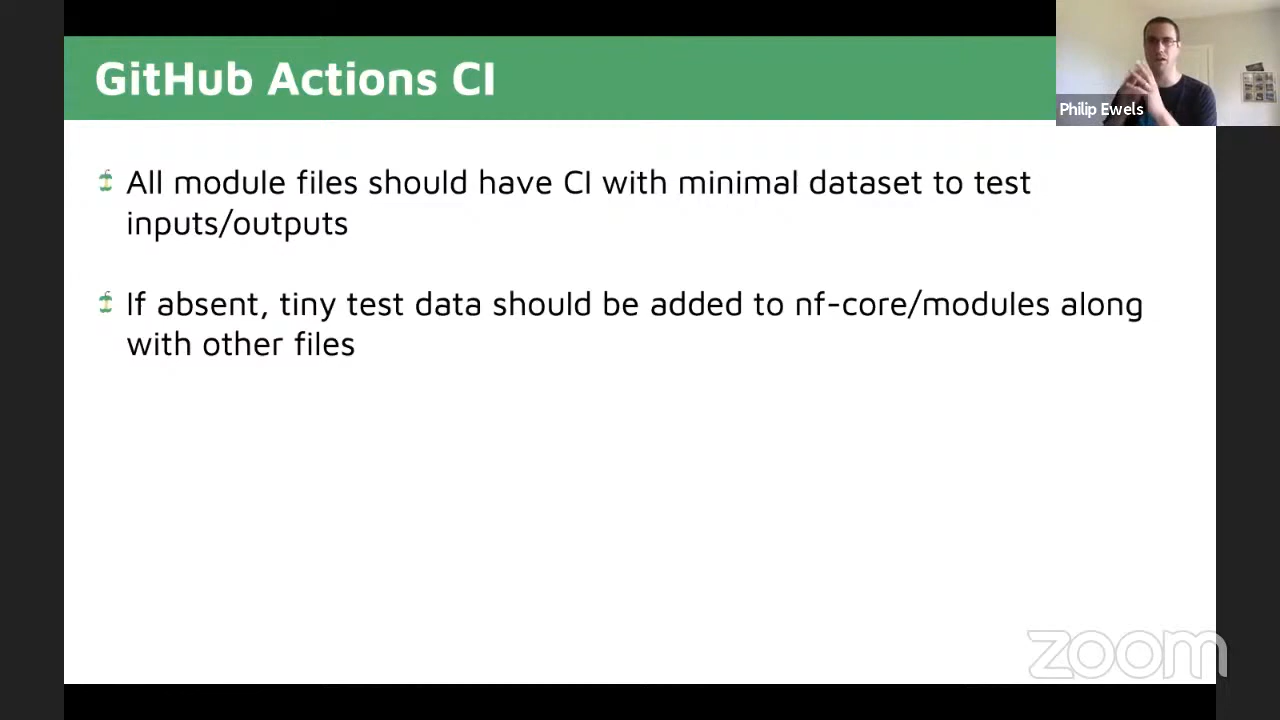 GitHub Actions CI
Philip Ewels
All module files should have CI with minimal dataset to test
inputs/outputs
If absent, tiny test data should be added to nf-core/modules along
with other files
zoom